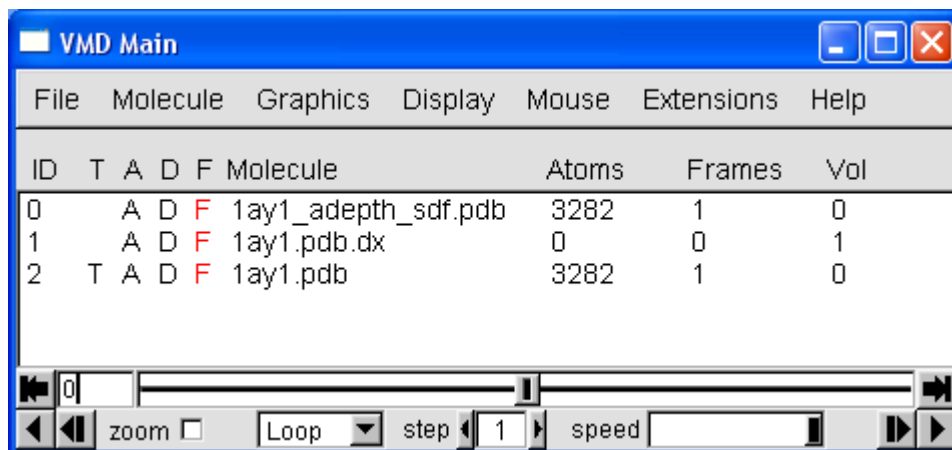 VMD Main
File Molecule Graphics Display Mouse Extensions Help
ID T A D F Molecule Atoms Frames Vol
0 A D F 1ay1_adepth_sdf.pdb 3282 1 0
1 A D F 1ay1.pdb.dx 0 0 1
2 T A D F 1ay1.pdb 3282 1 0
0
zoom Loop step 1 speed